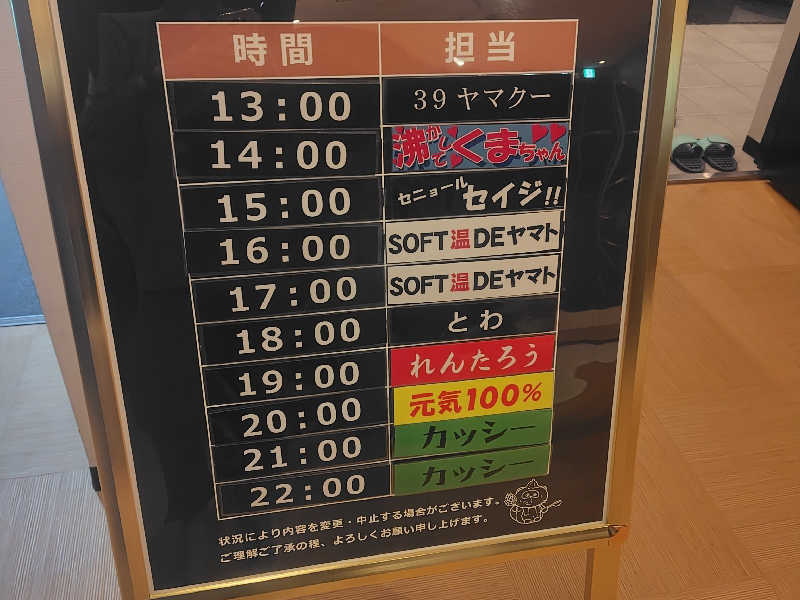 時間 担当
13:00 39ヤマクー
14:00 沸かしてくまちゃん
15:00 セニョールセイジ!!
16:00 SOFT温DEヤマト
17:00 SOFT温DEヤマト
18:00 とわ
19:00 れんたろう
20:00 元気100%
21:00 カッシー
22:00 カッシー
状況により内容を変更・中止する場合がございます。
ご理解ご了承の程、よろしくお願い申し上げます。